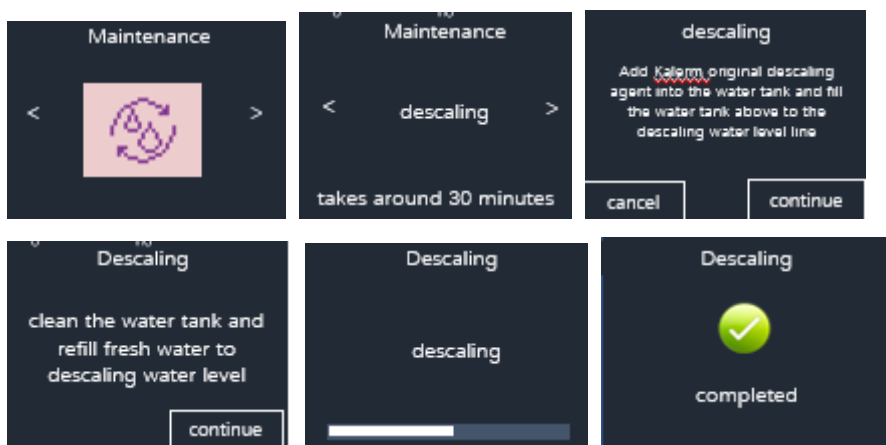 Maintenance
<
>
Maintenance
<
descaling
>
takes around 30 minutes
descaling
Add Kalerm original descaling
agent into the water tank and fill
the water tank above to the
descaling water level line
cancel
continue
Descaling
clean the water tank and
refill fresh water to
descaling water level
continue
Descaling
descaling
Descaling
completed